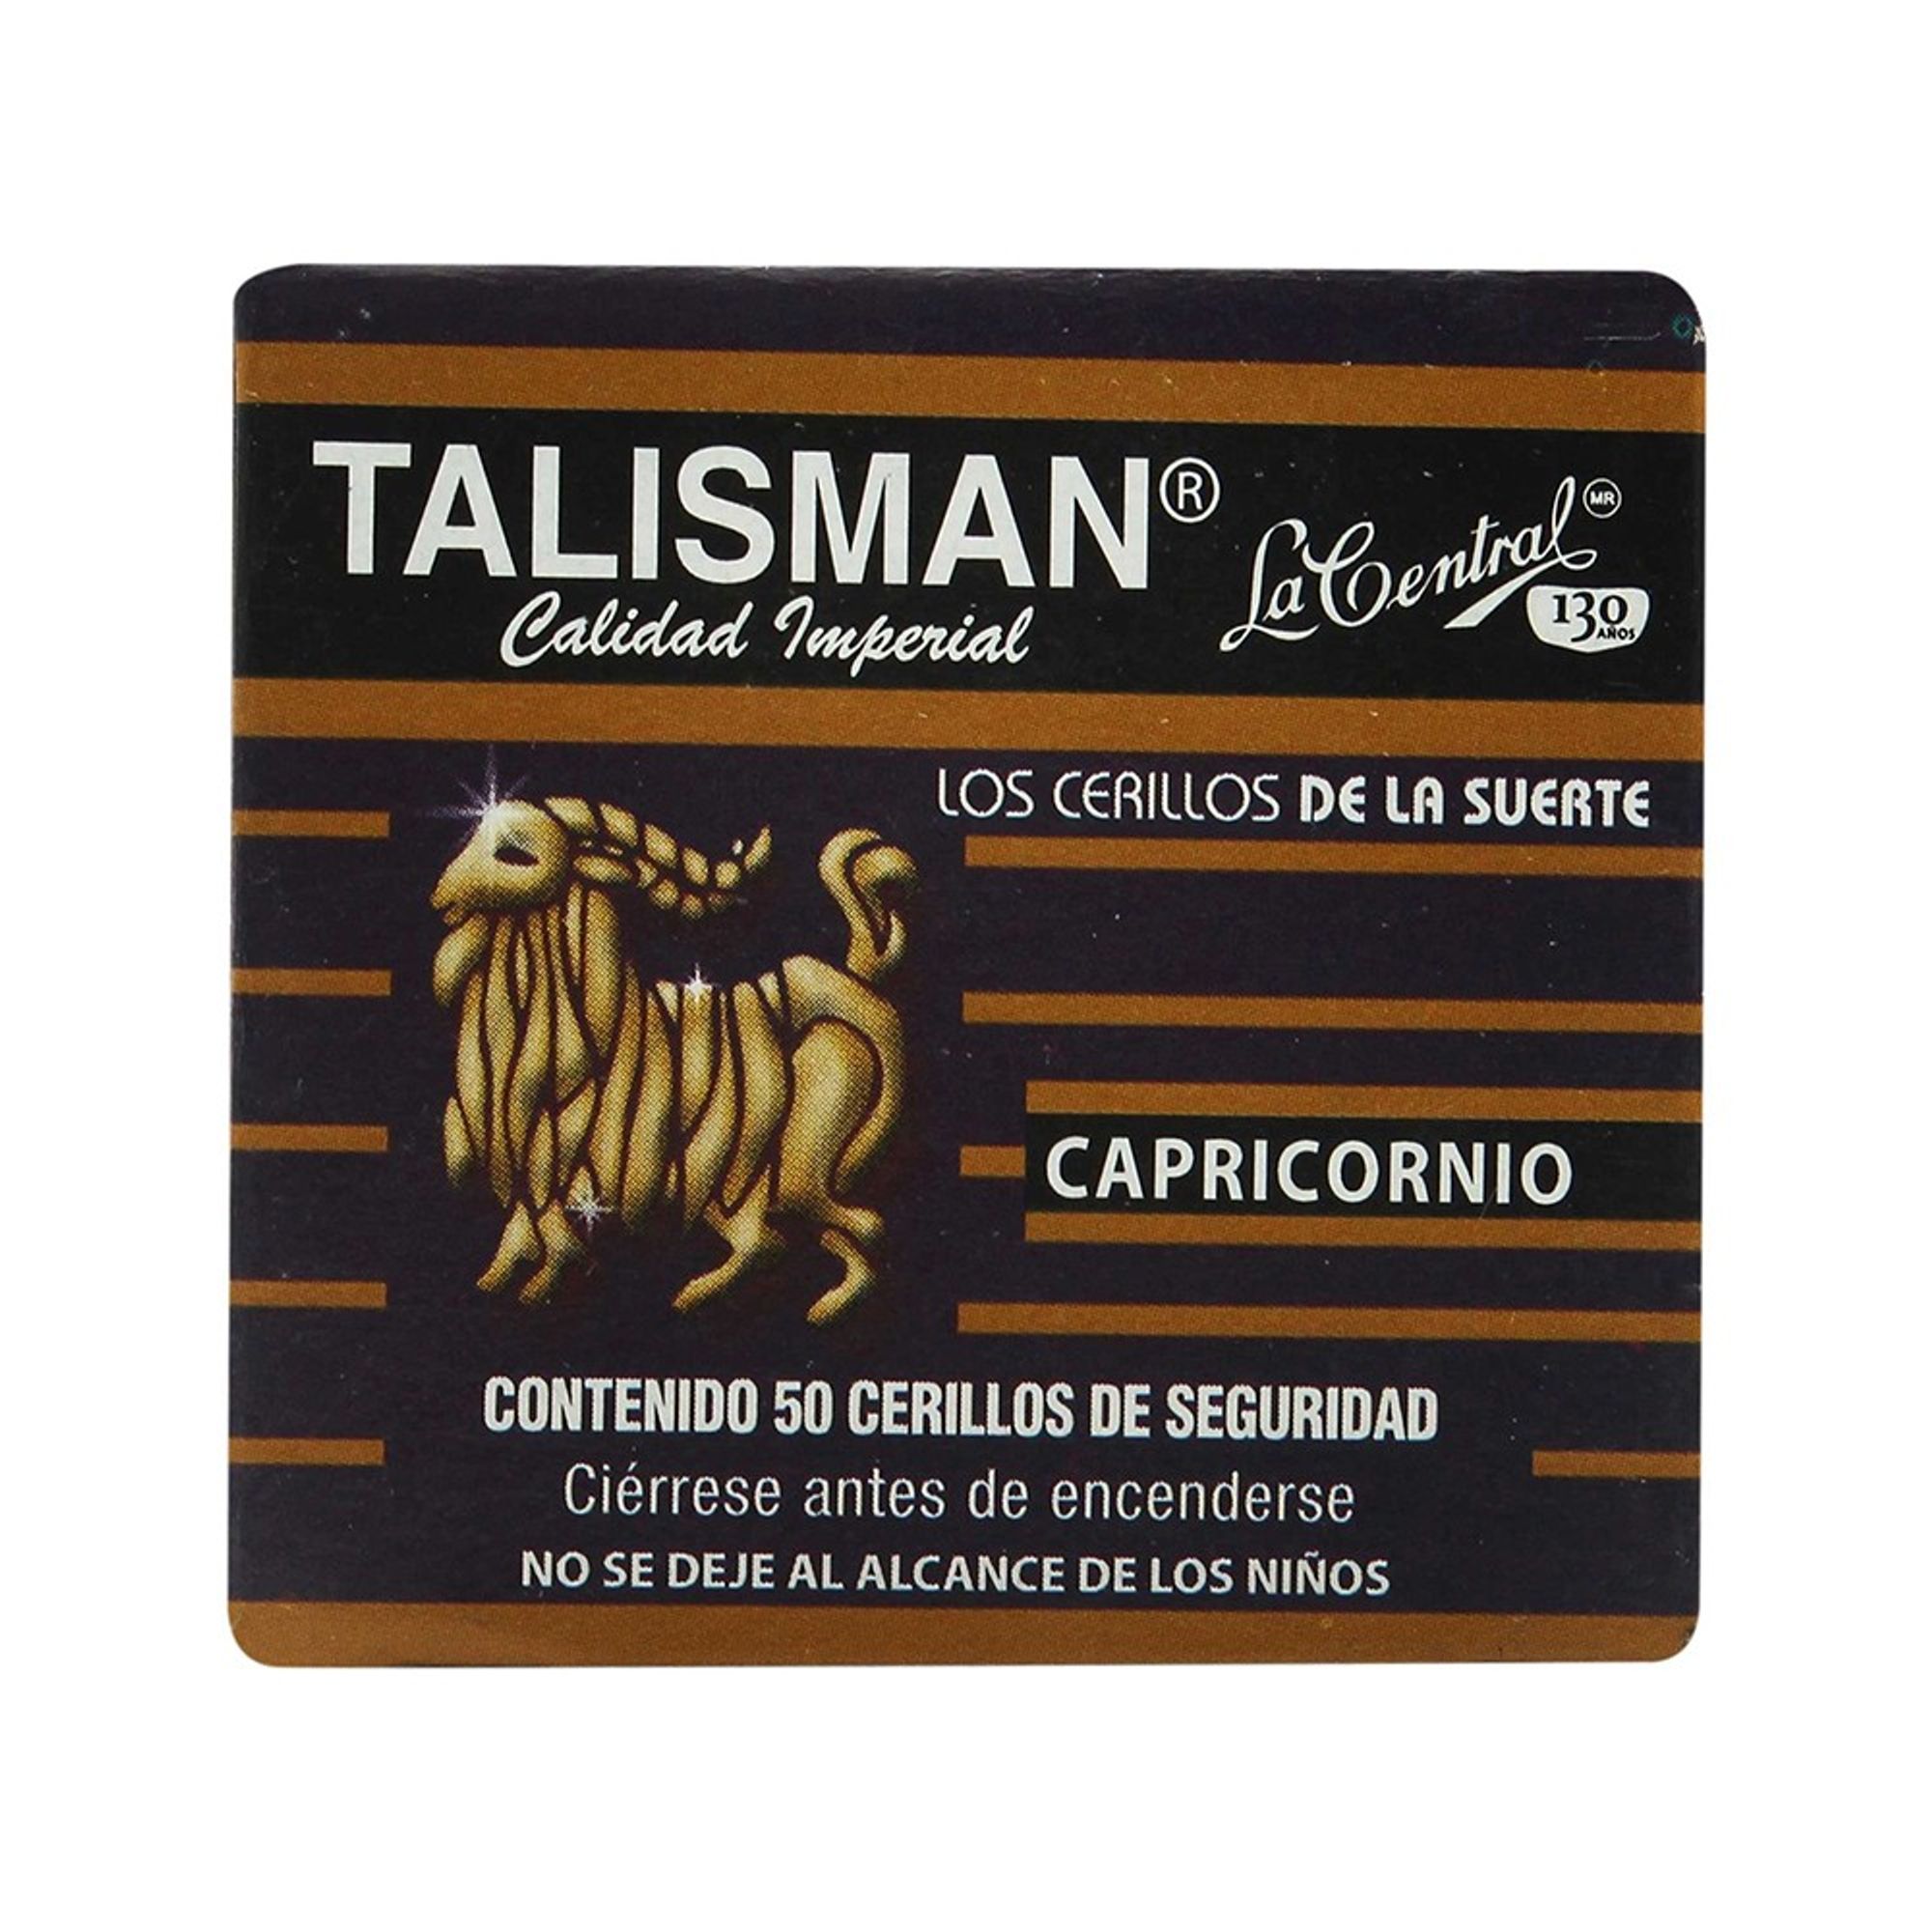 TALISMAN®
Calidad Imperial
La Central MR
130
AÑOS
LOS CERILLOS DE LA SUERTE
CAPRICORNIO
CONTENIDO 50 CERILLOS DE SEGURIDAD
Ciérrese antes de encenderse
NO SE DEJE AL ALCANCE DE LOS NIÑOS